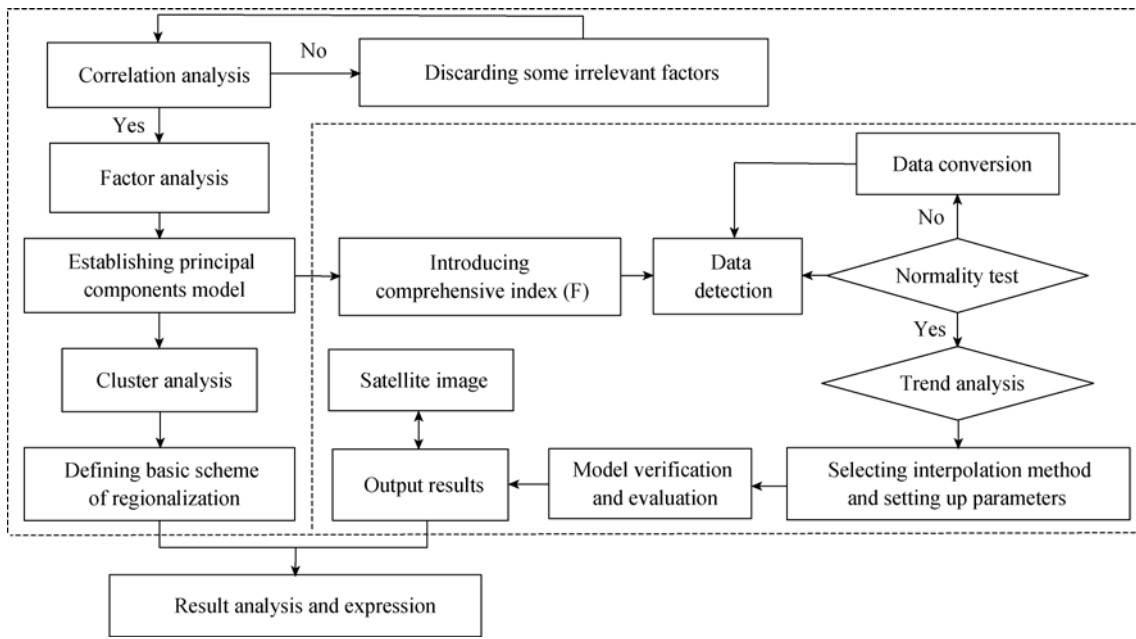 No
Correlation analysis
Discarding some irrelevant factors
Yes
Factor analysis
Data conversion
No
Establishing principal
components model
Introducing
comprehensive index (F)
Data
detection
Normality test
Yes
Cluster analysis
Satellite image
Trend analysis
Defining basic scheme
of regionalization
Output results
Model verification
and evaluation
Selecting interpolation method
and setting up parameters
Result analysis and expression